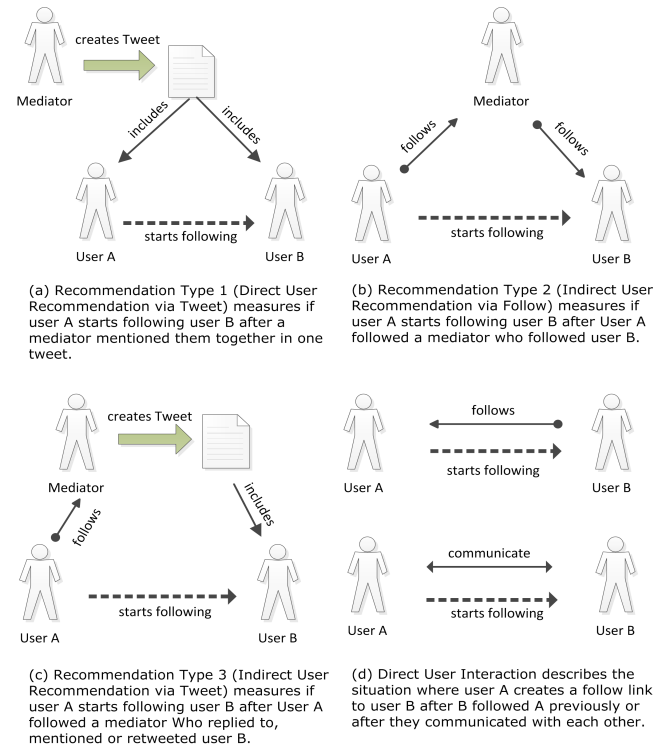 creates Tweet
Mediator
includes
includes
starts following
User A
User B
(a) Recommendation Type 1 (Direct User
Recommendation via Tweet) measures if
user A starts following user B after a
mediator mentioned them together in one
tweet.
Mediator
follows
follows
starts following
User A
User B
(b) Recommendation Type 2 (Indirect User
Recommendation via Follow) measures if
user A starts following user B after User A
followed a mediator who followed user B.
creates Tweet
Mediator
follows
includes
starts following
User A
User B
(c) Recommendation Type 3 (Indirect User
Recommendation via Tweet) measures if
user A starts following user B after User A
followed a mediator Who replied to,
mentioned or retweeted user B.
follows
starts following
User A
User B
communicate
starts following
User A
User B
(d) Direct User Interaction describes the
situation where user A creates a follow link
to user B after B followed A previously or
after they communicated with each other.